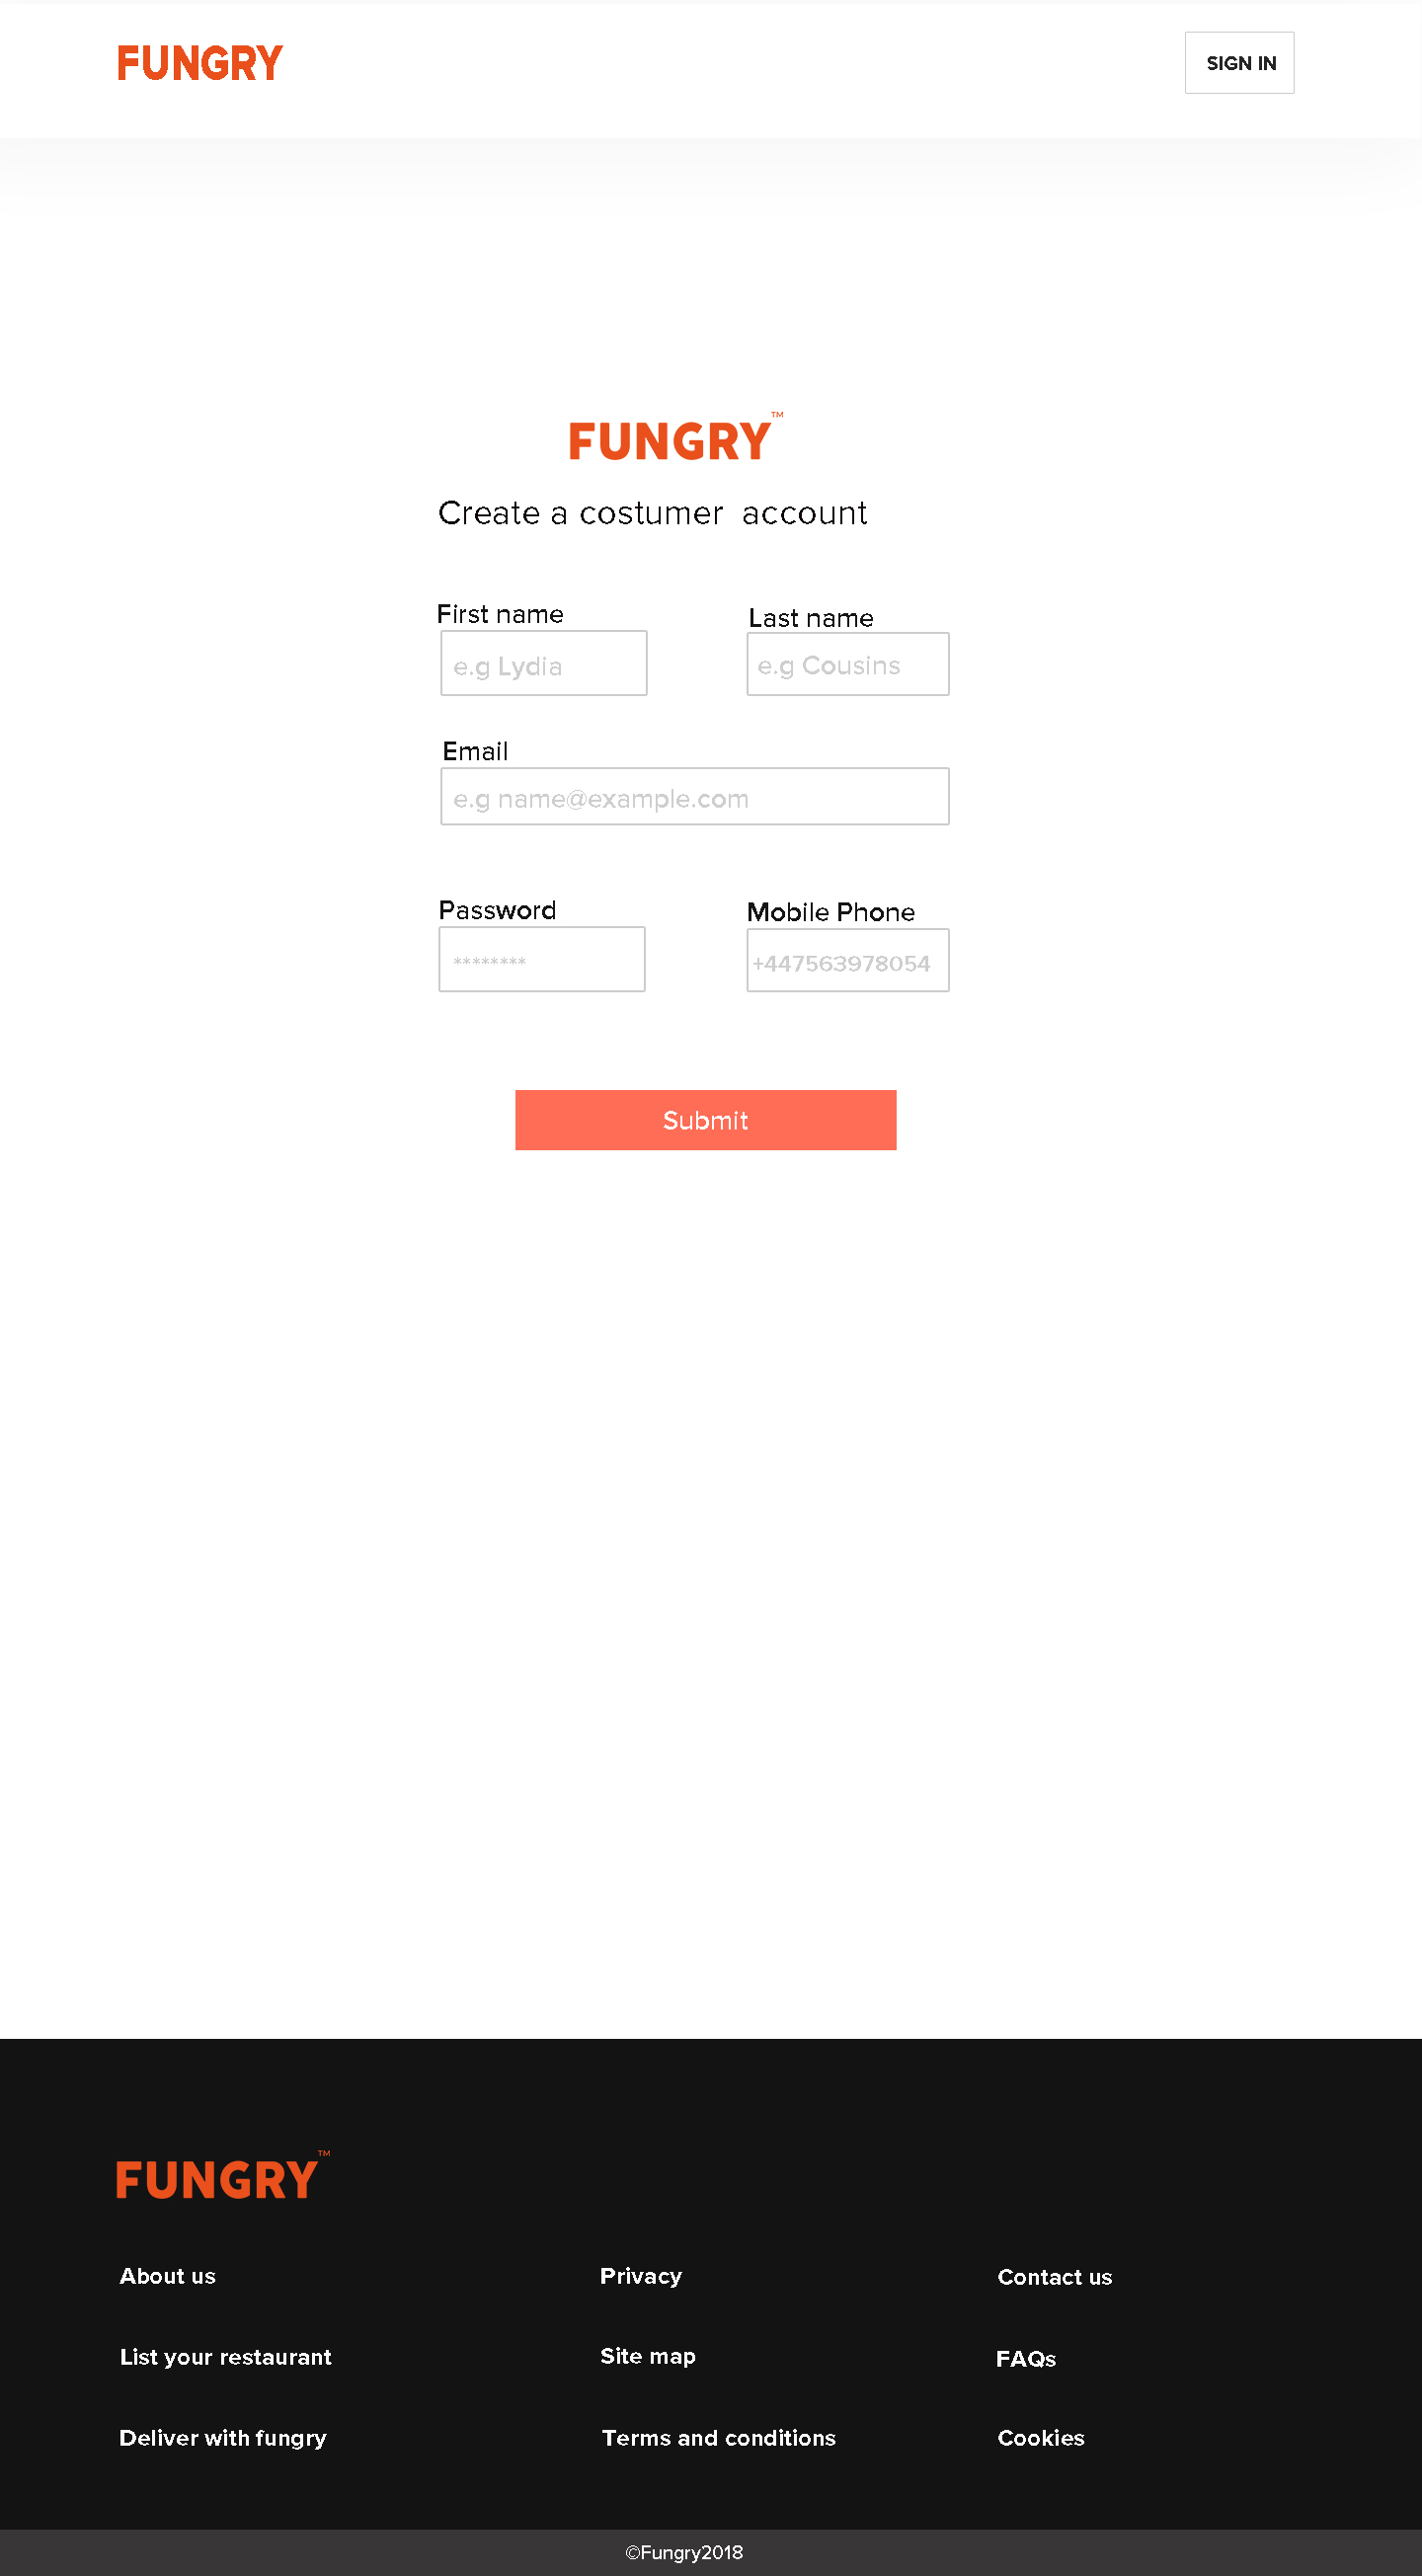 FUNGRY
SIGN IN
FUNGRY™
Create a costumer account
First name
Last name
e.g Lydia
e.g Cousins
Email
e.g name@example.com
Password
Mobile Phone
********
+447563978054
Submit
FUNGRY™
About us
Privacy
Contact us
List your restaurant
Site map
FAQs
Deliver with fungry
Terms and conditions
Cookies
©Fungry2018